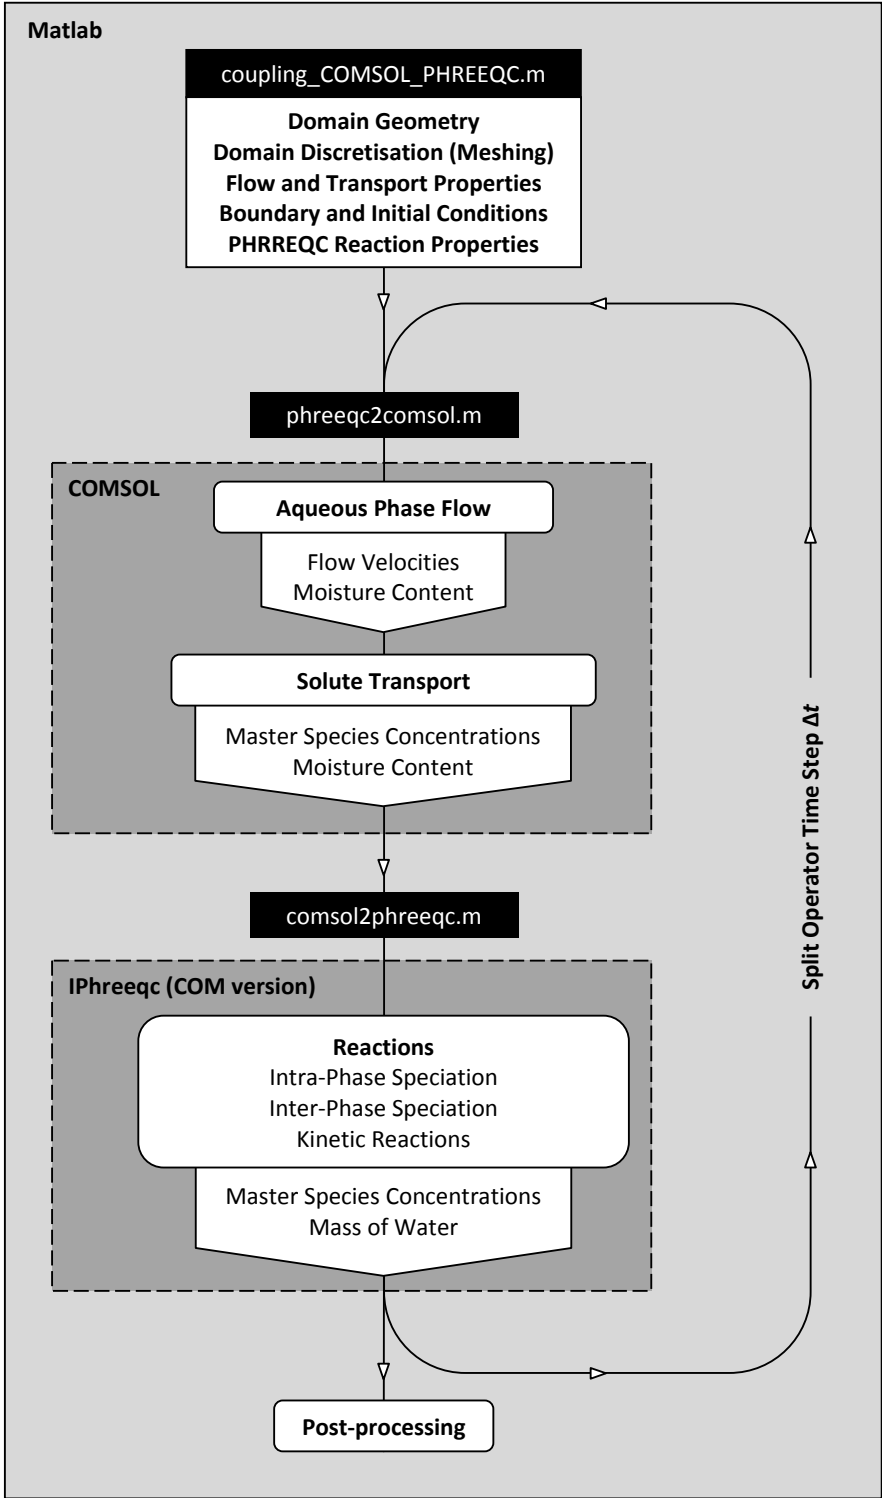 Matlab
coupling_COMSOL_PHREEQC.m
Domain Geometry
Domain Discretisation (Meshing)
Flow and Transport Properties
Boundary and Initial Conditions
PHRREQC Reaction Properties
phreeqc2comsol.m
COMSOL
Aqueous Phase Flow
Flow Velocities
Moisture Content
Solute Transport
Master Species Concentrations
Moisture Content
comsol2phreeqc.m
IPhreeqc (COM version)
Reactions
Intra-Phase Speciation
Inter-Phase Speciation
Kinetic Reactions
Master Species Concentrations
Mass of Water
Post-processing
Split Operator Time Step Δt